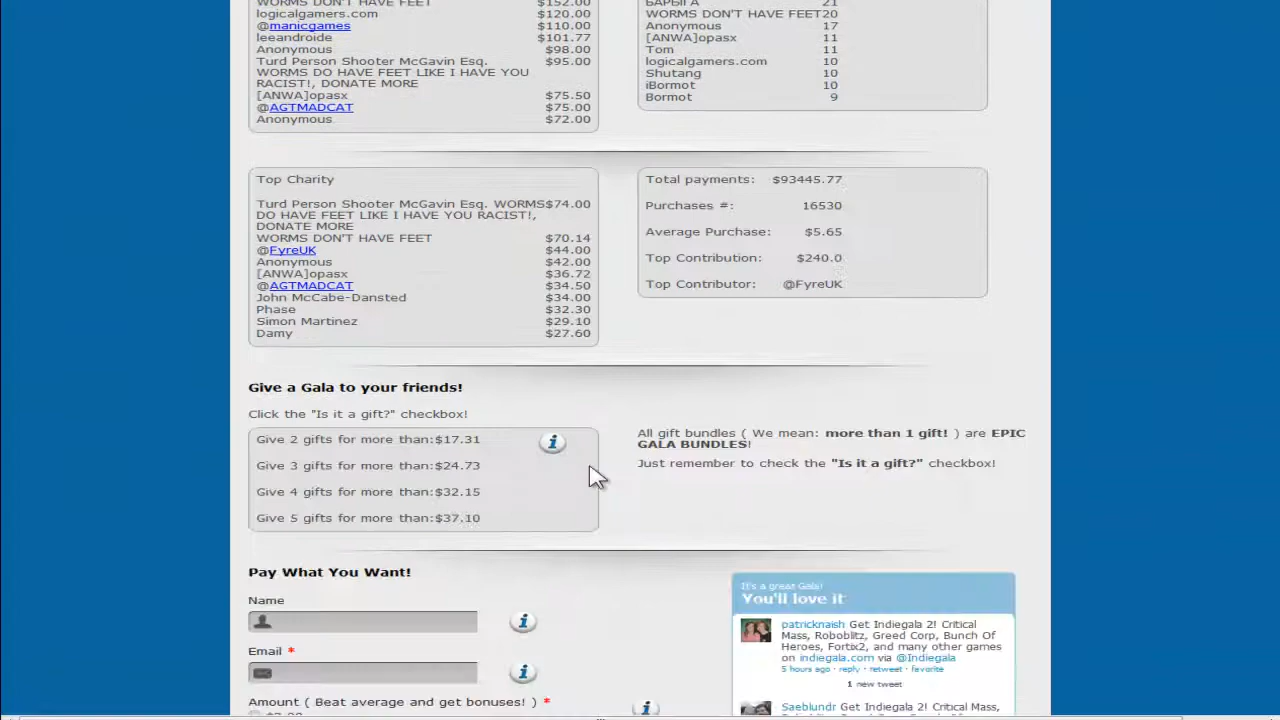 WORMS DON'T HAVE FEET $152.00
logicalgamers.com $120.00
@manicgames $110.00
leeandroide $101.77
Anonymous $98.00
Turd Person Shooter McGavin Esq. $95.00
WORMS DO HAVE FEET LIKE I HAVE YOU
RACIST!, DONATE MORE
[ANWA]opasx $75.50
@AGTMADCAT $75.00
Anonymous $72.00
БАРЫГА 21
WORMS DON'T HAVE FEET20
Anonymous 17
[ANWA]opasx 11
Tom 11
logicalgamers.com 10
Shutang 10
iBormot 10
Bormot 9
Top Charity
Turd Person Shooter McGavin Esq. WORMS$74.00
DO HAVE FEET LIKE I HAVE YOU RACIST!,
DONATE MORE
WORMS DON'T HAVE FEET $70.14
@FyreUK $44.00
Anonymous $42.00
[ANWA]opasx $36.72
@AGTMADCAT $34.50
John McCabe-Dansted $34.00
Phase $32.30
Simon Martinez $29.10
Damy $27.60
Total payments: $93445.77
Purchases #: 16530
Average Purchase: $5.65
Top Contribution: $240.0
Top Contributor: @FyreUK
Give a Gala to your friends!
Click the "Is it a gift?" checkbox!
Give 2 gifts for more than:$17.31
Give 3 gifts for more than:$24.73
Give 4 gifts for more than:$32.15
Give 5 gifts for more than:$37.10
All gift bundles ( We mean: more than 1 gift! ) are EPIC
GALA BUNDLES!
Just remember to check the "Is it a gift?" checkbox!
Pay What You Want!
Name
Email *
Amount ( Beat average and get bonuses! ) *
It's a great Gala!
You'll love it
patricknaish Get Indiegala 2! Critical
Mass, Roboblitz, Greed Corp, Bunch Of
Heroes, Fortix2, and many other games
on indiegala.com via @Indiegala
5 hours ago · reply · retweet · favorite
1 new tweet
Saeblundr Get Indiegala 2! Critical Mass,